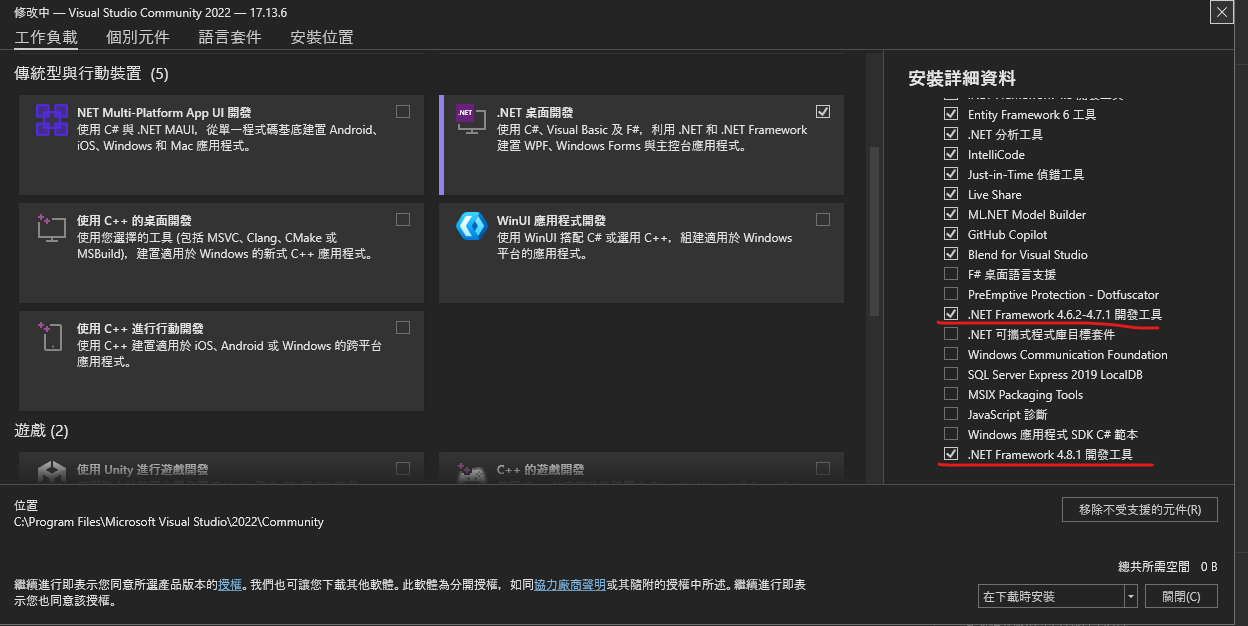 修改中 — Visual Studio Community 2022 — 17.13.6
工作負載 個別元件 語言套件 安裝位置
傳統型與行動裝置 (5)
.NET Multi-Platform App UI 開發
使用 C# 與 .NET MAUI，從單一程式碼基底建置 Android、
iOS、Windows 和 Mac 應用程式。
.NET
.NET 桌面開發
使用 C#、Visual Basic 及 F#，利用 .NET 和 .NET Framework
建置 WPF、Windows Forms 與主控台應用程式。
使用 C++ 的桌面開發
使用您選擇的工具 (包括 MSVC、Clang、CMake 或
MSBuild)，建置適用於 Windows 的新式 C++ 應用程式。
WinUI 應用程式開發
使用 WinUI 搭配 C# 或選用 C++，組建適用於 Windows
平台的應用程式。
使用 C++ 進行行動開發
使用 C++ 建置適用於 iOS、Android 或 Windows 的跨平台
應用程式。
遊戲 (2)
使用 Unity 進行遊戲開發
C++ 的遊戲開發
安裝詳細資料
Entity Framework 6 工具
.NET 分析工具
IntelliCode
Just-in-Time 偵錯工具
Live Share
ML.NET Model Builder
GitHub Copilot
Blend for Visual Studio
F# 桌面語言支援
PreEmptive Protection - Dotfuscator
.NET Framework 4.6.2-4.7.1 開發工具
.NET 可攜式程式庫目標套件
Windows Communication Foundation
SQL Server Express 2019 LocalDB
MSIX Packaging Tools
JavaScript 診斷
Windows 應用程式 SDK C# 範本
.NET Framework 4.8.1 開發工具
位置
C:\Program Files\Microsoft Visual Studio\2022\Community
移除不受支援的元件(R)
繼續進行即表示您同意所選產品版本的授權。我們也可讓您下載其他軟體。此軟體為分開授權，如同協力廠商聲明或其隨附的授權中所述。繼續進行即表
示您也同意該授權。
總共所需空間 0 B
在下載時安裝
關閉(C)